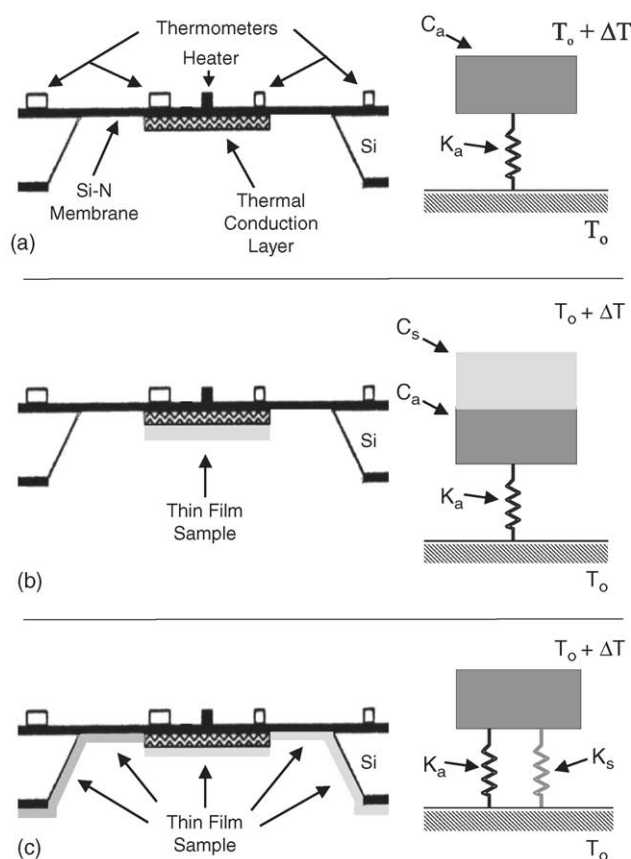 Thermometers
Heater
Si
Si-N
Membrane
Thermal
Conduction
Layer
(a)
Cₐ
Tₒ + ΔT
Kₐ
Tₒ
Tₒ + ΔT
Cₛ
Cₐ
Si
Kₐ
Thin Film
Sample
(b)
Tₒ
Tₒ + ΔT
Si
Kₐ
Kₛ
Thin Film
Sample
(c)
Tₒ